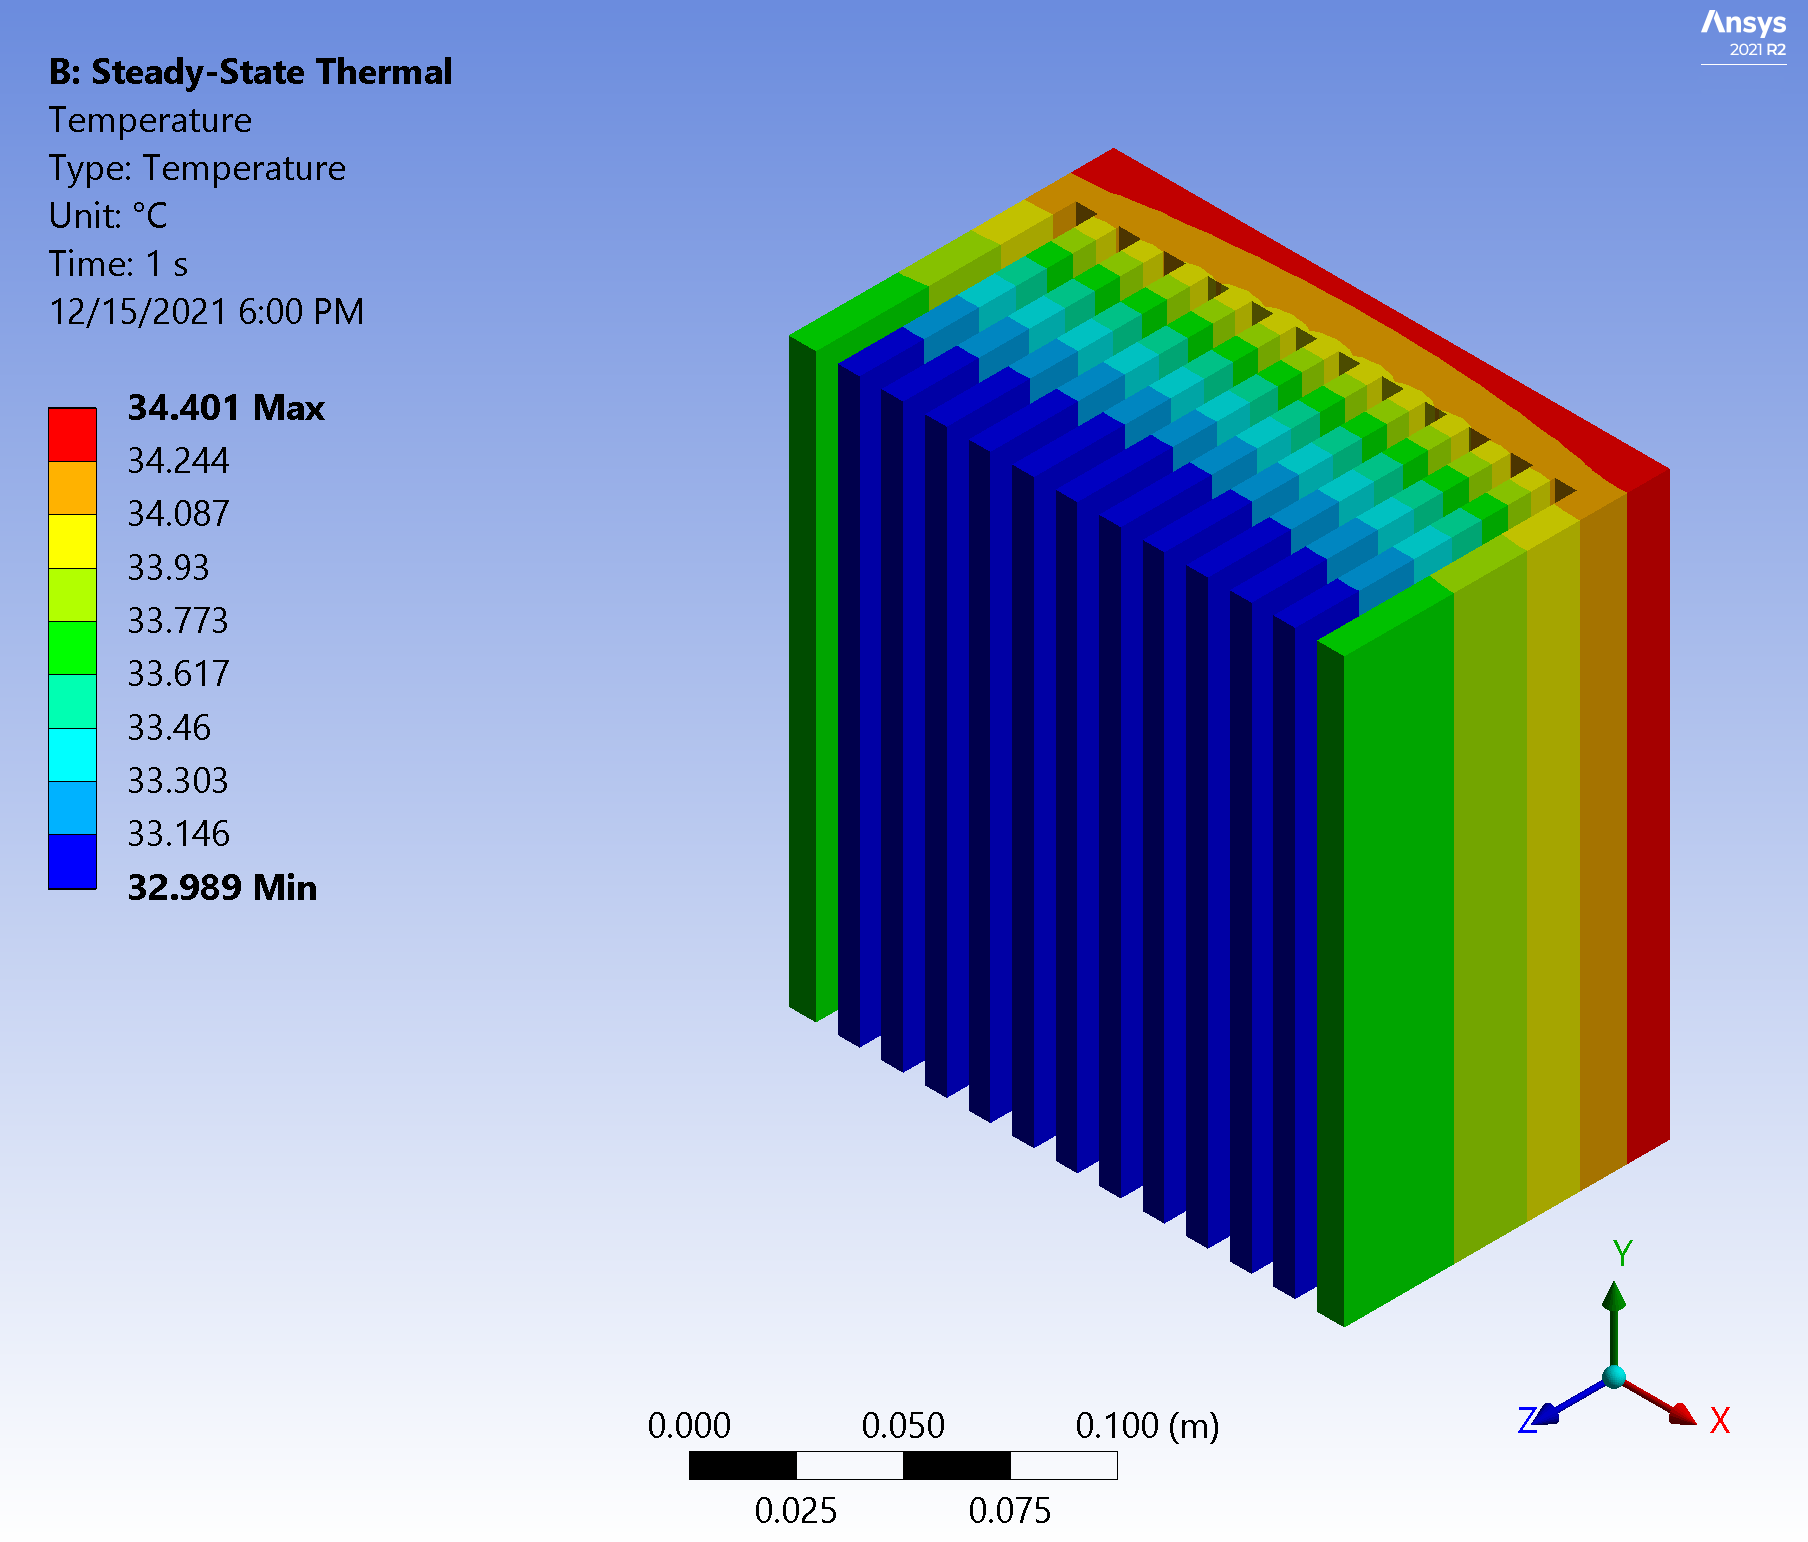 Ansys
2021 R2
B: Steady-State Thermal
Temperature
Type: Temperature
Unit: °C
Time: 1 s
12/15/2021 6:00 PM
34.401 Max
34.244
34.087
33.93
33.773
33.617
33.46
33.303
33.146
32.989 Min
0.000 0.050 0.100 (m)
0.025 0.075
Y
Z X